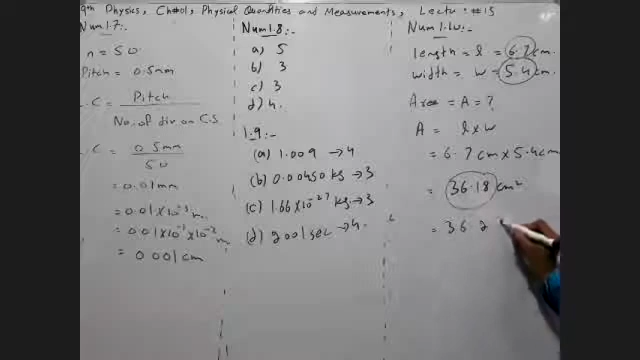 9th Physics, Ch#01, Physical Quantities and Measurements, Lectur #15
Num 1.7
n = 50
Pitch = 0.5mm
L.C = Pitch
No. of div on C.S
L.C = 0.5mm
50
= 0.01mm
= 0.01×10⁻³ m
= 0.01×10⁻¹×10⁻² m
= 0.001cm
Num 1.8:-
a) 5
b) 3
c) 3
d) 4.
1.9:-
(a) 1.009 → 4
(b) 0.00450 kg → 3
(c) 1.66×10⁻²⁷ kg → 3
(d) 2001 sec → 4.
Num 1.10:-
length = l = 6.7cm.
width = w = 5.4cm.
Area = A = ?
A = l×w
= 6.7cm×5.4cm
= 36.18 cm²
= 36.2